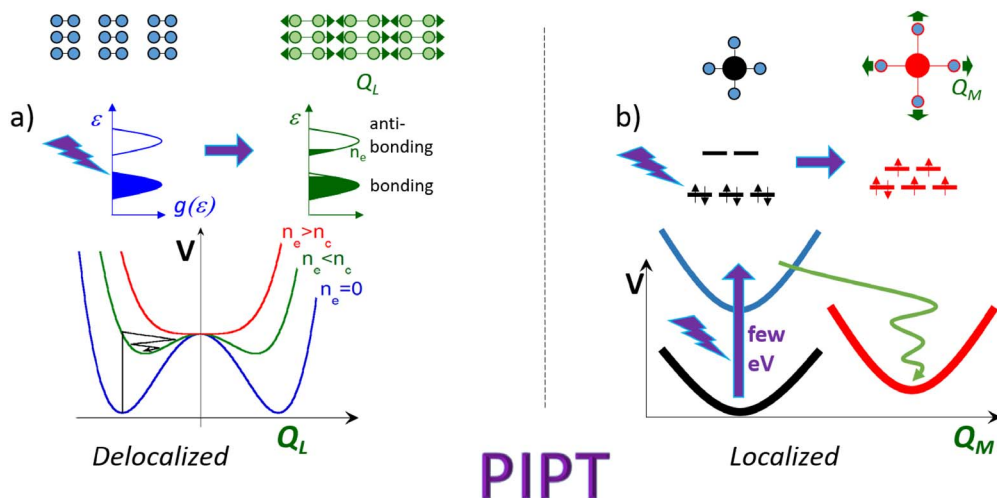 Q_L
a)
ε
g(ε)
ε
n_e
anti-
bonding
bonding
V
n_e>n_c
n_e<n_c
n_e=0
Q_L
Delocalized
PIPT
b)
Q_M
V
few
eV
Q_M
Localized